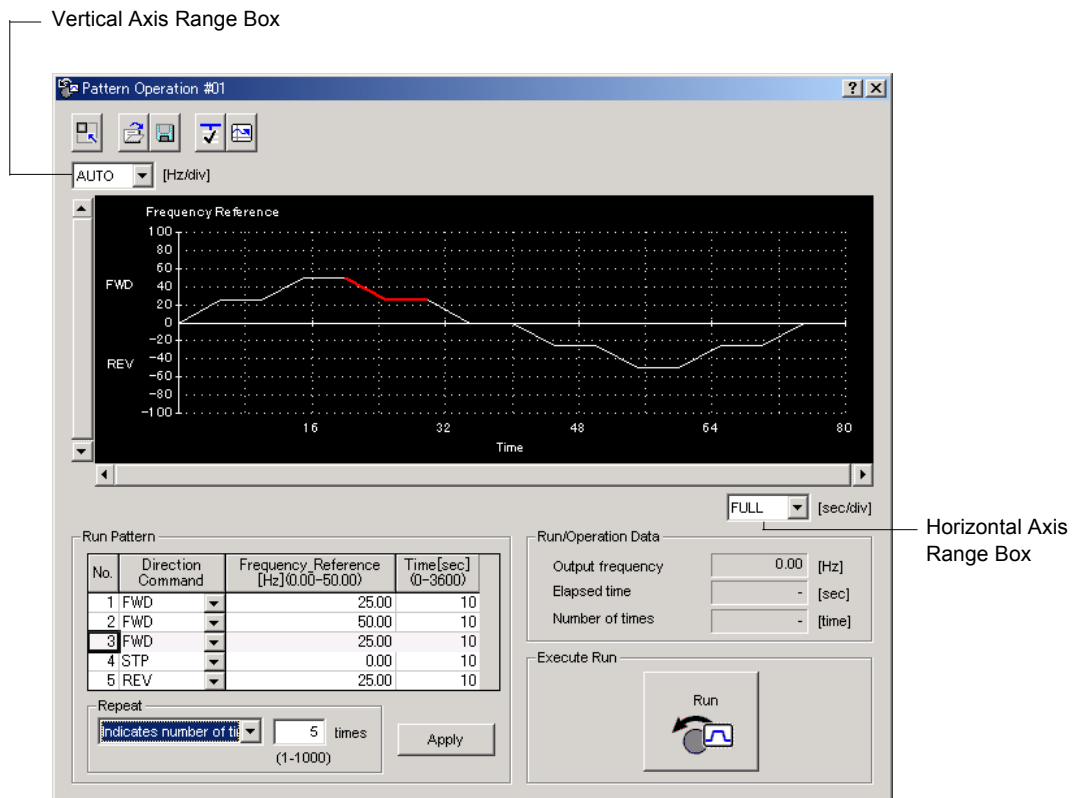 Vertical Axis Range Box
Pattern Operation #01
AUTO [Hz/div]
Frequency Reference
100
80
60
FWD 40
20
0
-20
REV -40
-60
-80
-100
16 32 48 64 80
Time
FULL [sec/div]
Horizontal Axis
Range Box
Run Pattern
No. Direction Command Frequency_Reference [Hz](0.00-50.00) Time[sec] (0-3600)
1 FWD 25.00 10
2 FWD 50.00 10
3 FWD 25.00 10
4 STP 0.00 10
5 REV 25.00 10
Repeat
Indicates number of ti 5 times
(1-1000)
Apply
Run/Operation Data
Output frequency 0.00 [Hz]
Elapsed time - [sec]
Number of times - [time]
Execute Run
Run